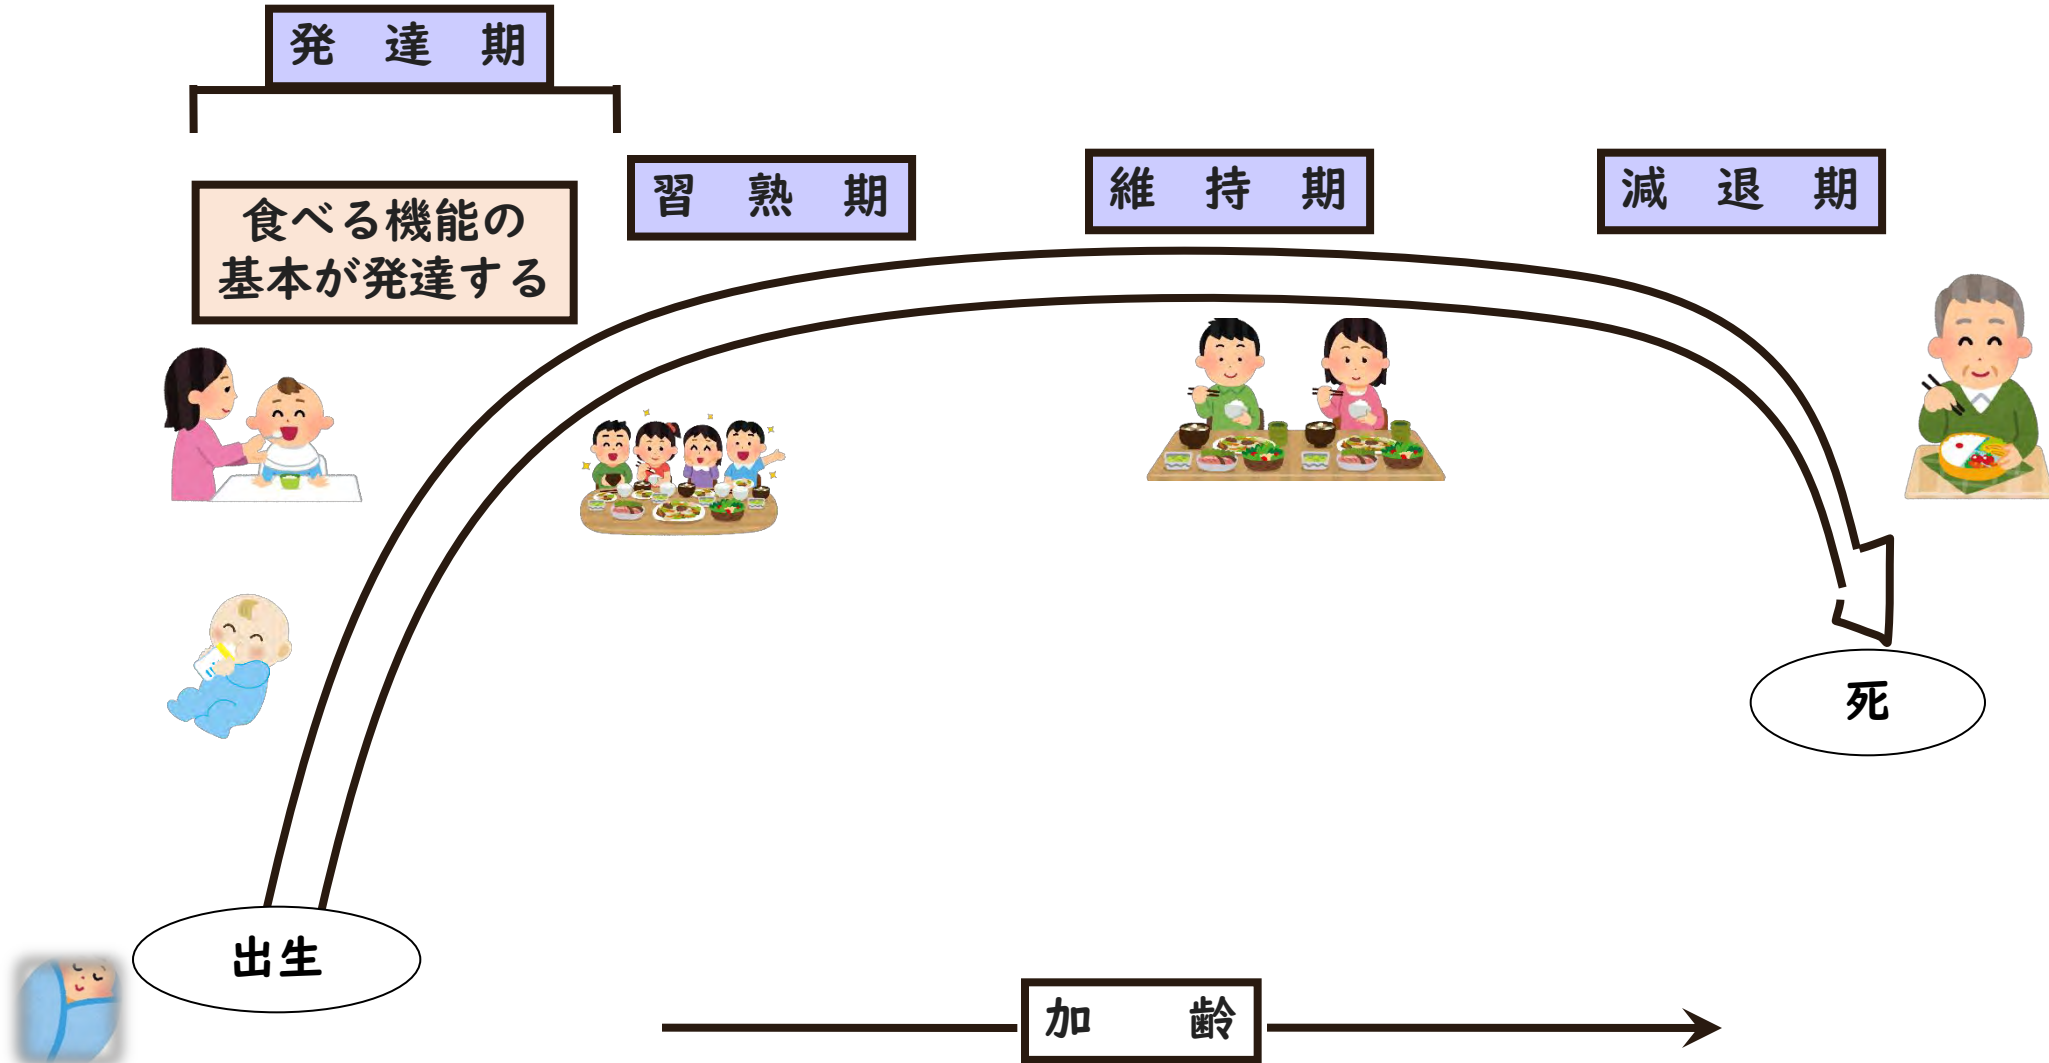 発　達　期
食べる機能の
基本が発達する
習　熟　期
維　持　期
減　退　期
死
出生
加　　齢